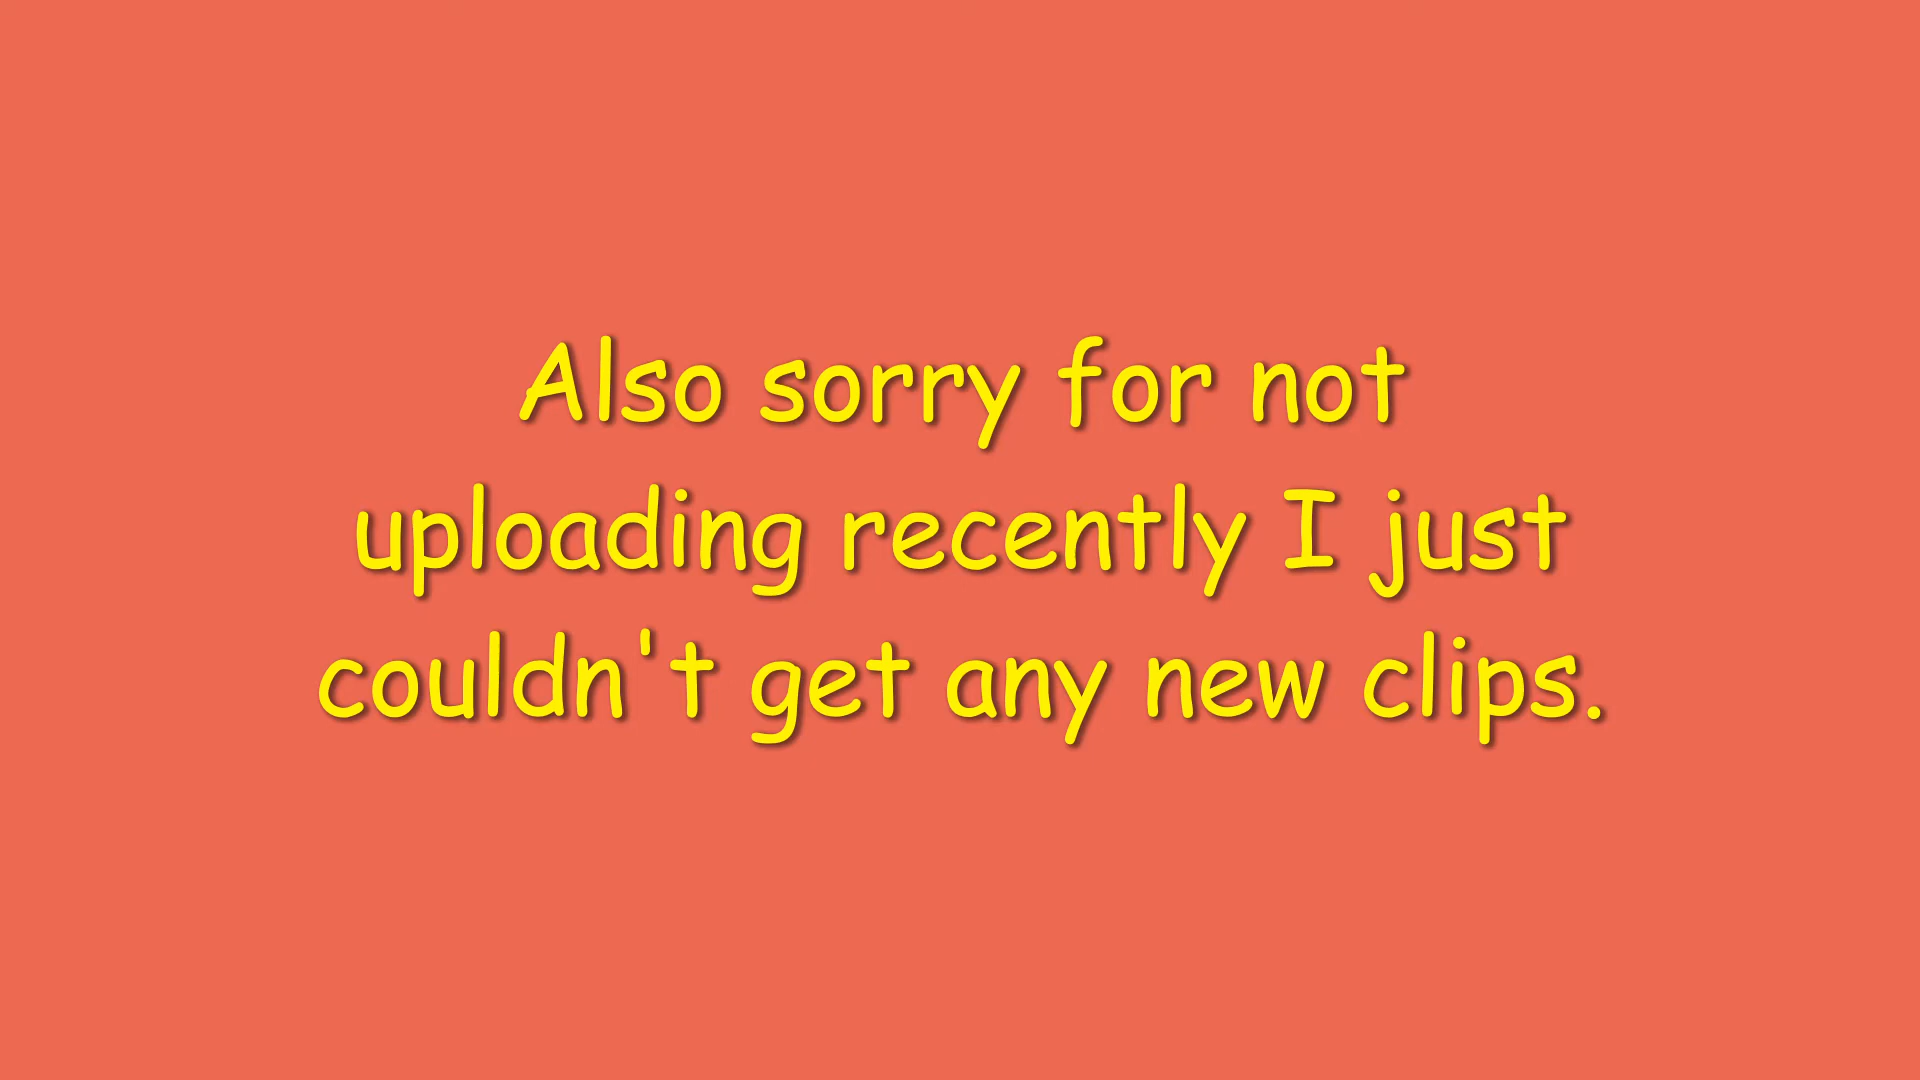 Also sorry for not
uploading recently I just
couldn't get any new clips.